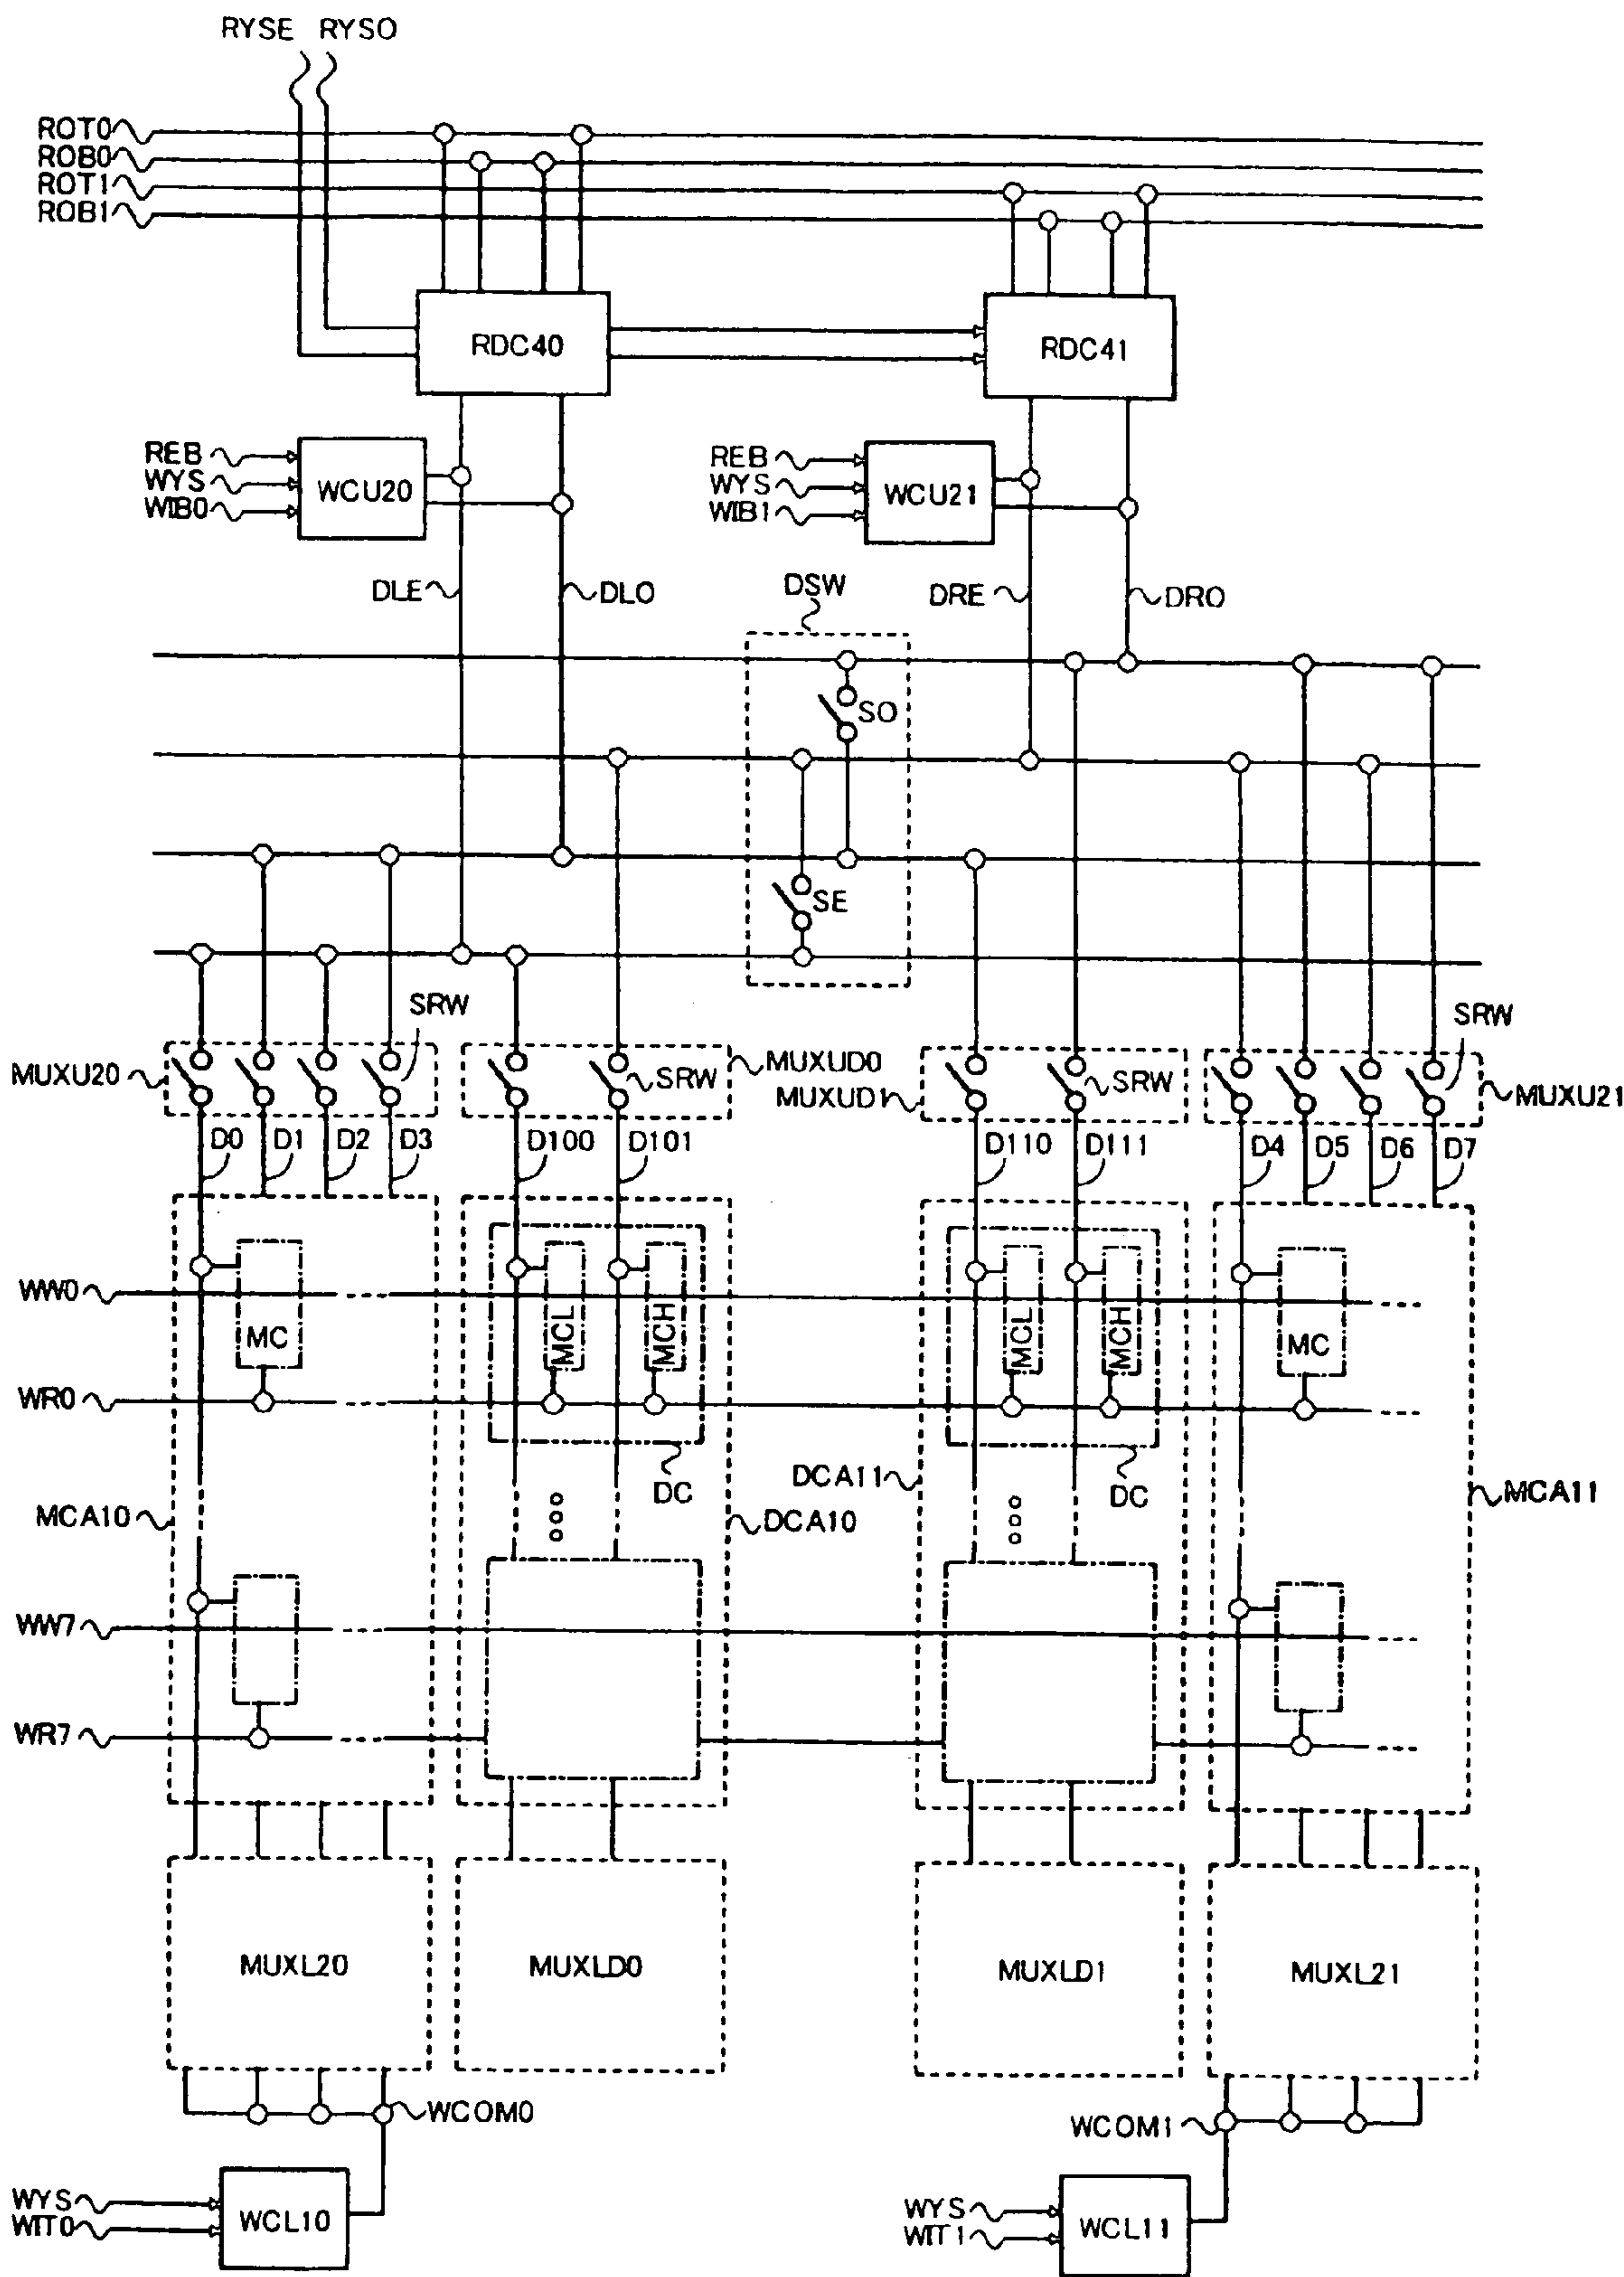 RYSE RYSO
ROT0
ROB0
ROT1
ROB1
RDC40
RDC41
REB
WYS
WIB0
WCU20
REB
WYS
WIB1
WCU21
DLE
DLO
DSW
DRE
DRO
SO
SE
SRW
SRW
MUXU20
SRW
MUXUD0
MUXUD1
SRW
MUXU21
D0 D1 D2 D3 D100 D101 D110 D111 D4 D5 D6 D7
WW0
MC
MCL
MCH
MCL
MCH
MC
WR0
DC
DCA11
DC
MCA10
DCA10
MCA11
WW7
WR7
MUXL20
MUXLD0
MUXLD1
MUXL21
WCOM0
WCOM1
WYS
WIT0
WCL10
WYS
WIT1
WCL11